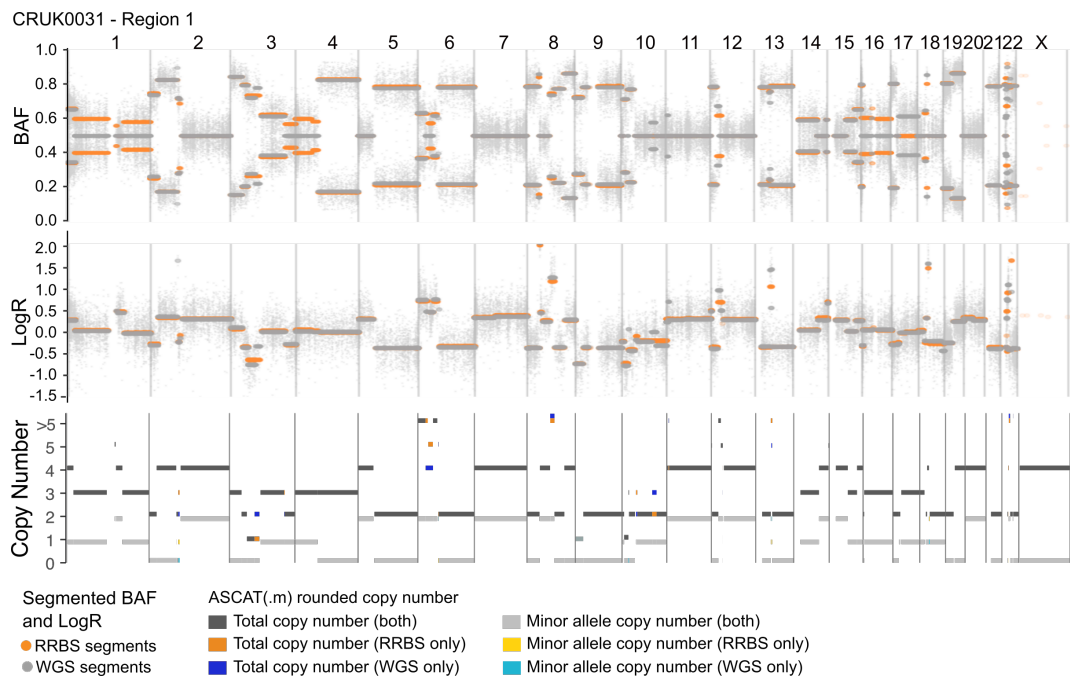 CRUK0031 - Region 1
1 2 3 4 5 6 7 8 9 10 11 12 13 14 15 16 17 18 19 20 21 22 X
BAF
1.0
0.8
0.6
0.4
0.2
0.0
LogR
2.0
1.5
1.0
0.5
0.0
-0.5
-1.0
-1.5
Copy Number
>5
5
4
3
2
1
0
Segmented BAF
and LogR
RRBS segments
WGS segments
ASCAT(.m) rounded copy number
Total copy number (both)
Total copy number (RRBS only)
Total copy number (WGS only)
Minor allele copy number (both)
Minor allele copy number (RRBS only)
Minor allele copy number (WGS only)